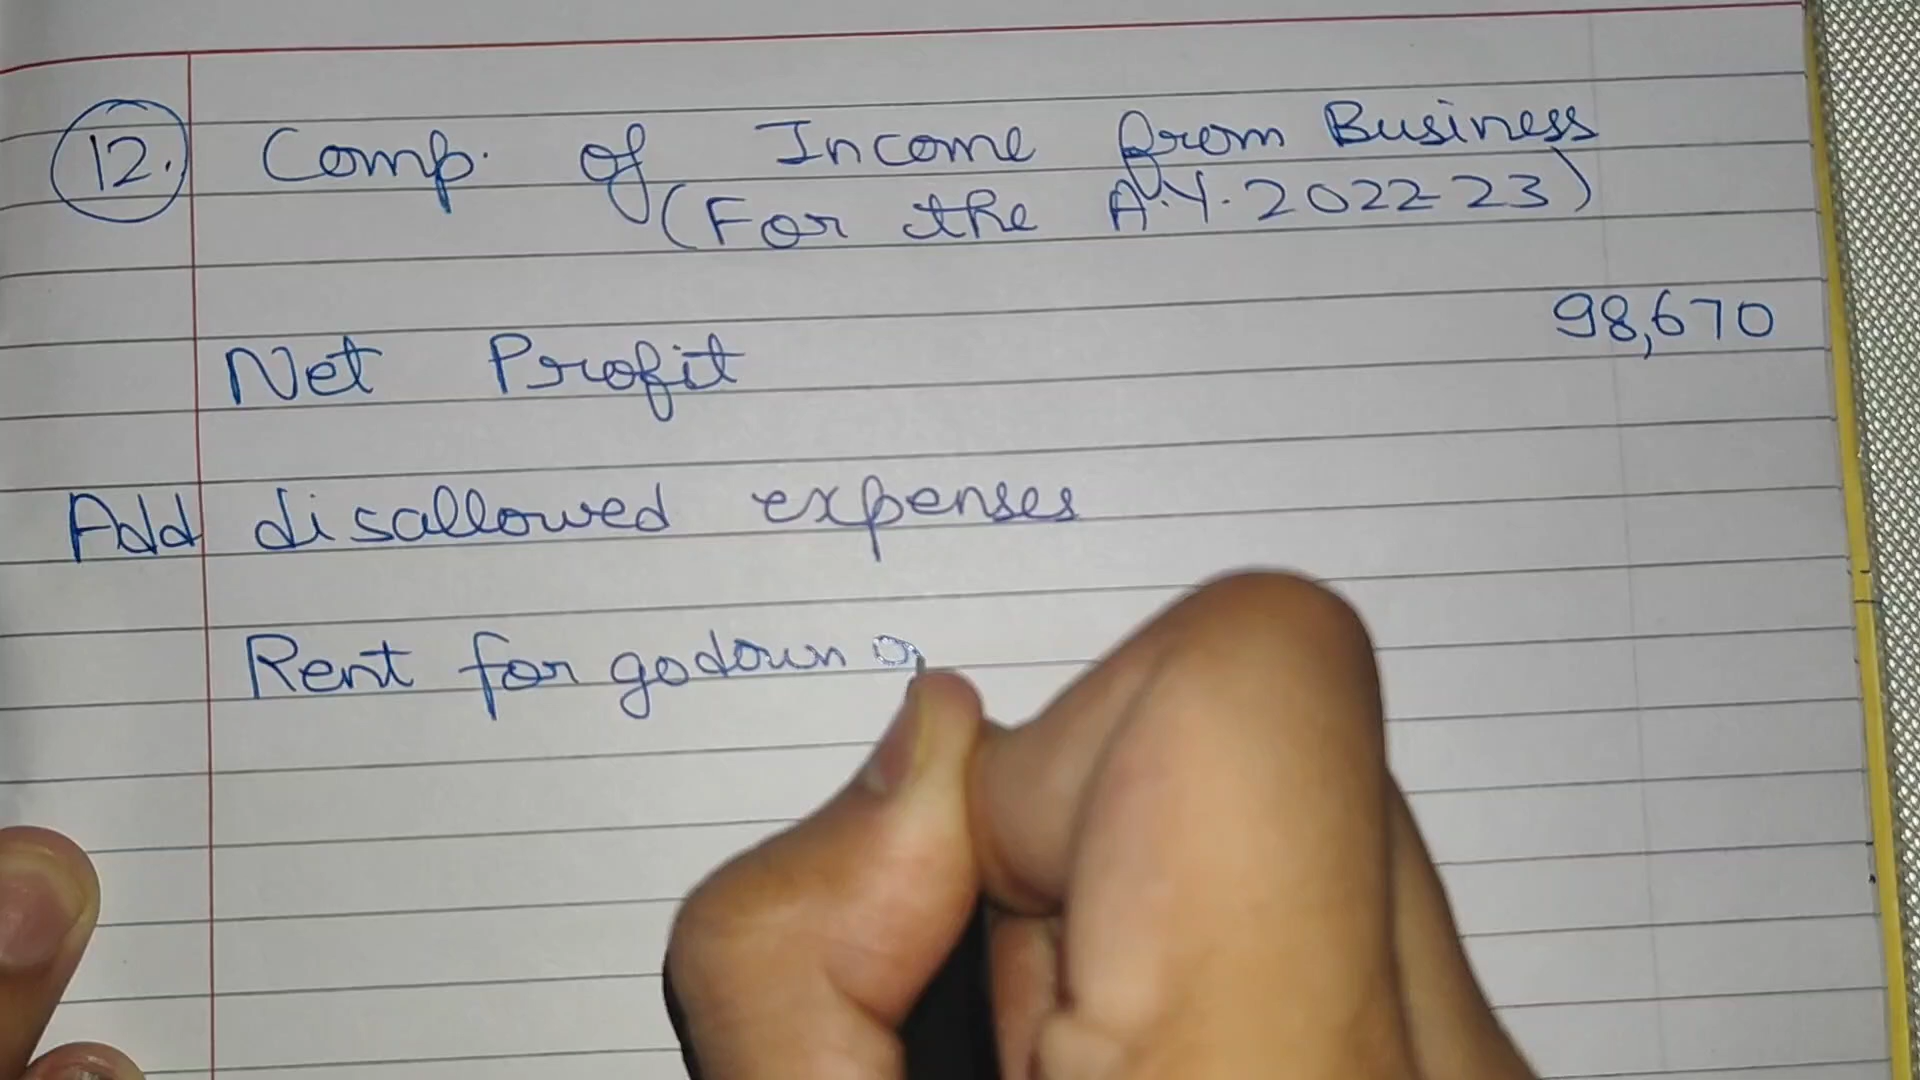 12. Comp. of Income from Business
(For the A.Y. 2022-23)
Net Profit 98,670
Add disallowed expenses
Rent for godown